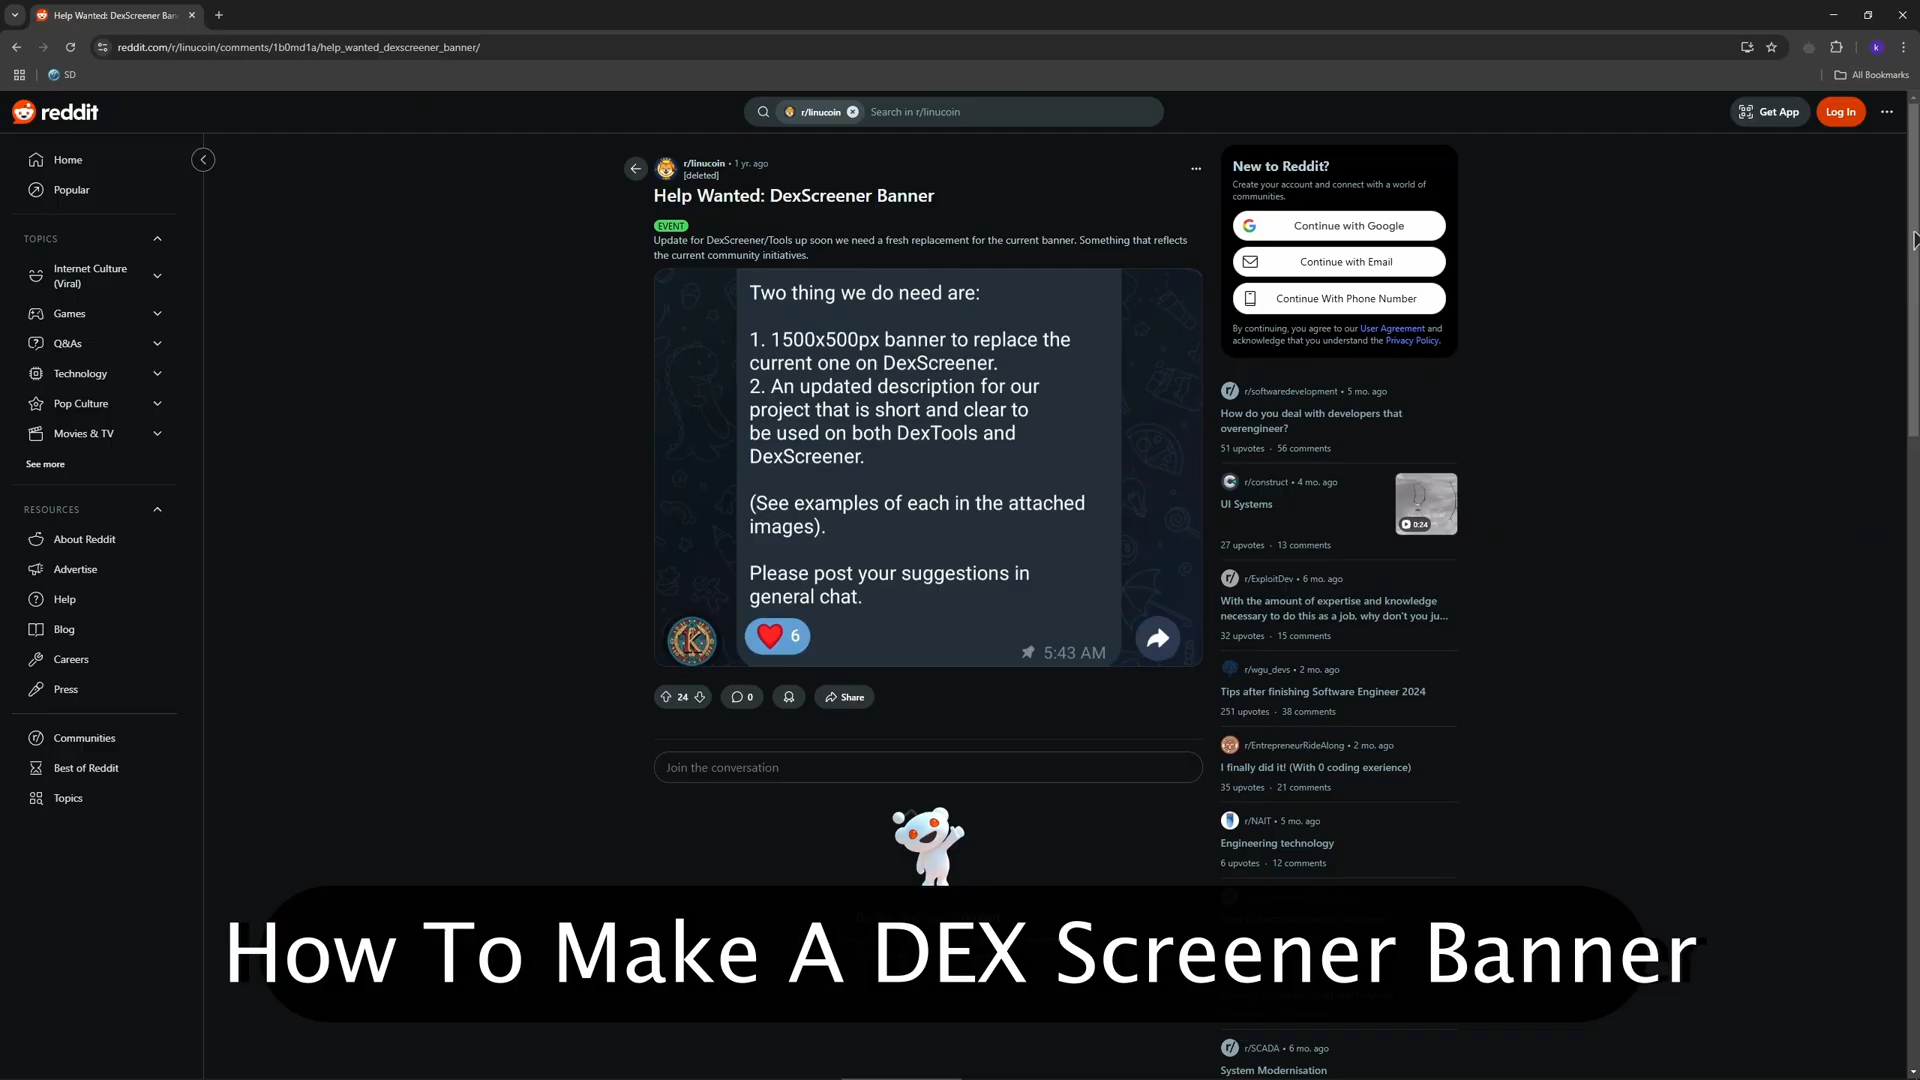 Help Wanted: DexScreener Ban
reddit.com/r/linucoin/comments/1b0md1a/help_wanted_dexscreener_banner/
k
SD
All Bookmarks
reddit
r/linucoin
Search in r/linucoin
Get App
Log In
Home
Popular
TOPICS
Internet Culture
(Viral)
Games
Q&As
Technology
Pop Culture
Movies & TV
See more
RESOURCES
About Reddit
Advertise
Help
Blog
Careers
Press
Communities
Best of Reddit
Topics
r/linucoin • 1 yr. ago
[deleted]
Help Wanted: DexScreener Banner
EVENT
Update for DexScreener/Tools up soon we need a fresh replacement for the current banner. Something that reflects
the current community initiatives.
Two thing we do need are:
1. 1500x500px banner to replace the
current one on DexScreener.
2. An updated description for our
project that is short and clear to
be used on both DexTools and
DexScreener.
(See examples of each in the attached
images).
Please post your suggestions in
general chat.
K
6
5:43 AM
24
0
Share
Join the conversation
New to Reddit?
Create your account and connect with a world of
communities.
Continue with Google
Continue with Email
Continue With Phone Number
By continuing, you agree to our User Agreement and
acknowledge that you understand the Privacy Policy.
r/softwaredevelopment • 5 mo. ago
How do you deal with developers that
overengineer?
51 upvotes · 56 comments
r/construct • 4 mo. ago
UI Systems
0:24
27 upvotes · 13 comments
r/ExploitDev • 6 mo. ago
With the amount of expertise and knowledge
necessary to do this as a job, why don't you ju...
32 upvotes · 15 comments
r/wgu_devs • 2 mo. ago
Tips after finishing Software Engineer 2024
251 upvotes · 38 comments
r/EntrepreneurRideAlong • 2 mo. ago
I finally did it! (With 0 coding exerience)
35 upvotes · 21 comments
r/NAIT • 5 mo. ago
Engineering technology
6 upvotes · 12 comments
How To Make A DEX Screener Banner
r/SCADA • 6 mo. ago
System Modernisation